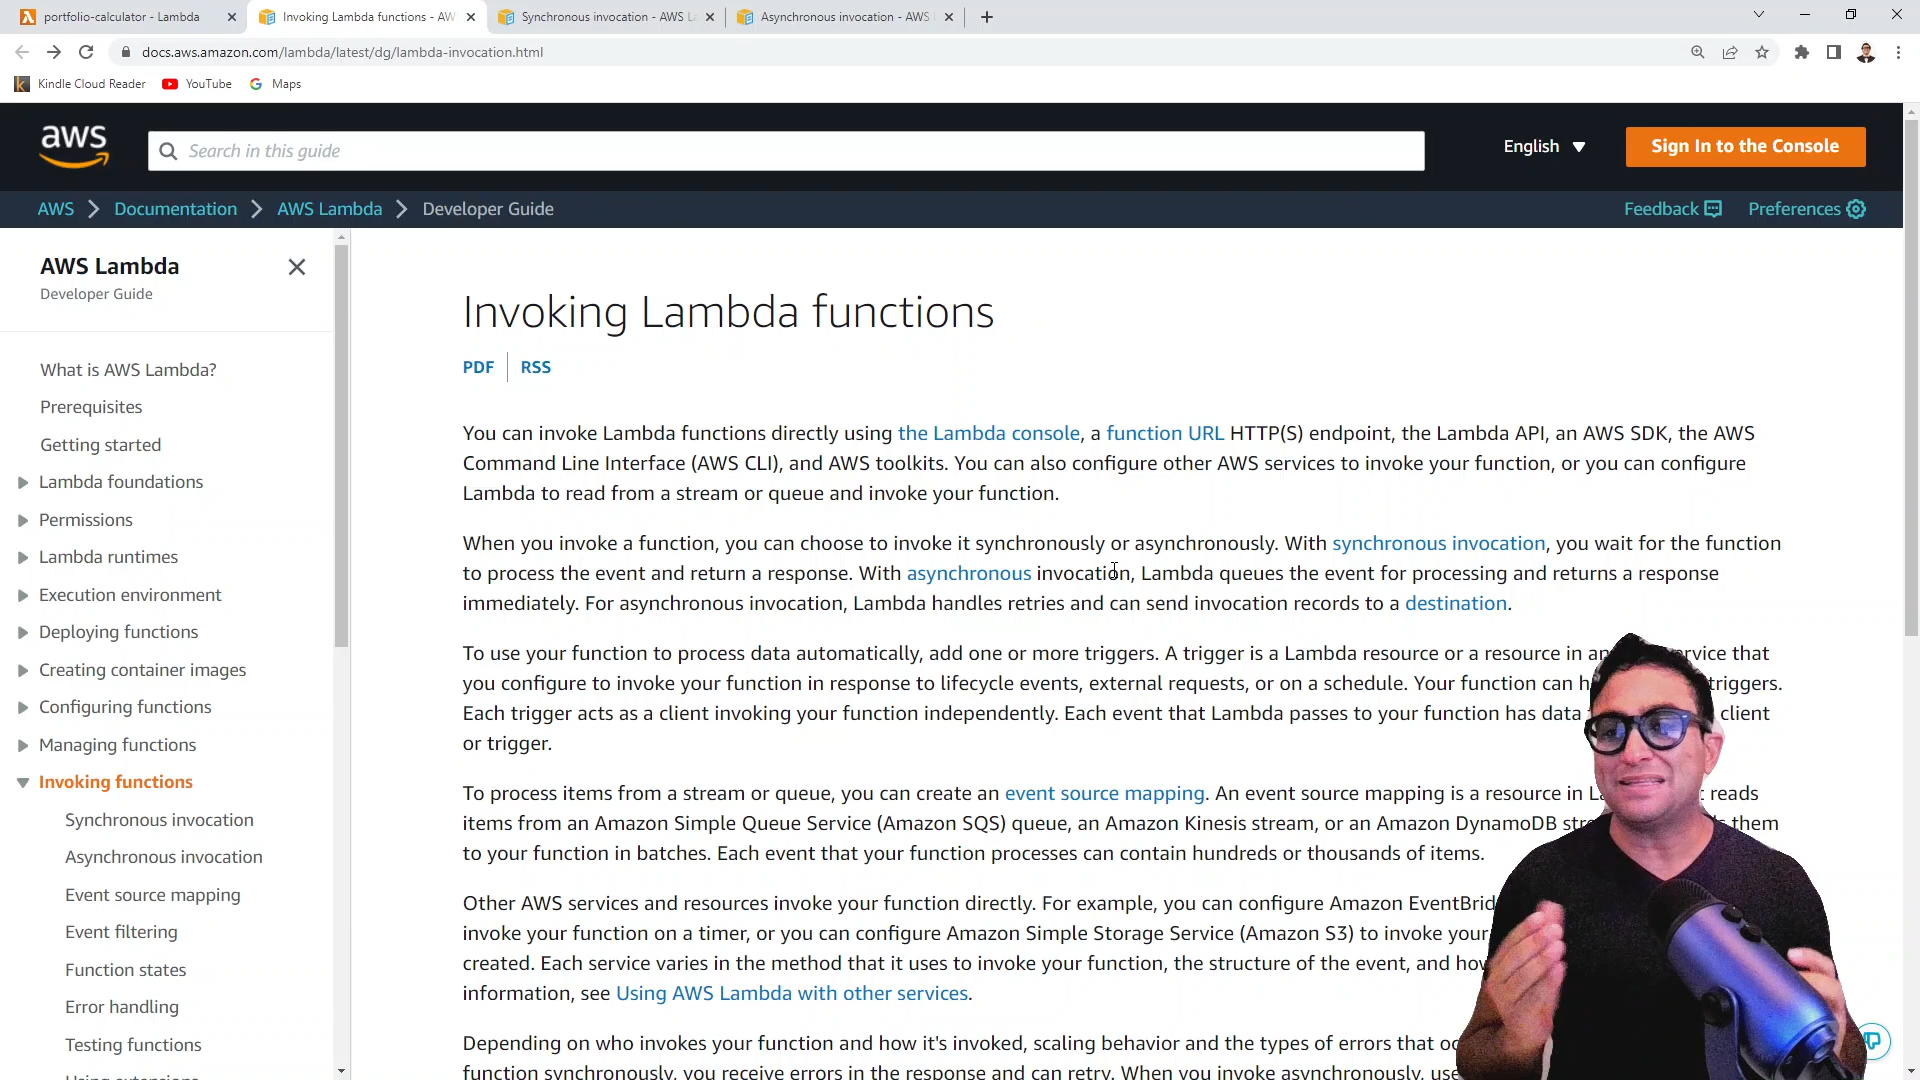 portfolio-calculator - Lambda
Invoking Lambda functions - AW
Synchronous invocation - AWS La
Asynchronous invocation - AWS
docs.aws.amazon.com/lambda/latest/dg/lambda-invocation.html
Kindle Cloud Reader
YouTube
Maps
aws
Search in this guide
English
Sign In to the Console
AWS
Documentation
AWS Lambda
Developer Guide
Feedback
Preferences
AWS Lambda
Developer Guide
What is AWS Lambda?
Prerequisites
Getting started
Lambda foundations
Permissions
Lambda runtimes
Execution environment
Deploying functions
Creating container images
Configuring functions
Managing functions
Invoking functions
Synchronous invocation
Asynchronous invocation
Event source mapping
Event filtering
Function states
Error handling
Testing functions
Invoking Lambda functions
PDF
RSS
You can invoke Lambda functions directly using the Lambda console, a function URL HTTP(S) endpoint, the Lambda API, an AWS SDK, the AWS
Command Line Interface (AWS CLI), and AWS toolkits. You can also configure other AWS services to invoke your function, or you can configure
Lambda to read from a stream or queue and invoke your function.
When you invoke a function, you can choose to invoke it synchronously or asynchronously. With synchronous invocation, you wait for the function
to process the event and return a response. With asynchronous invocation, Lambda queues the event for processing and returns a response
immediately. For asynchronous invocation, Lambda handles retries and can send invocation records to a destination.
To use your function to process data automatically, add one or more triggers. A trigger is a Lambda resource or a resource in an service that
you configure to invoke your function in response to lifecycle events, external requests, or on a schedule. Your function can triggers.
Each trigger acts as a client invoking your function independently. Each event that Lambda passes to your function has data client
or trigger.
To process items from a stream or queue, you can create an event source mapping. An event source mapping is a resource in reads
items from an Amazon Simple Queue Service (Amazon SQS) queue, an Amazon Kinesis stream, or an Amazon DynamoDB them
to your function in batches. Each event that your function processes can contain hundreds or thousands of items.
Other AWS services and resources invoke your function directly. For example, you can configure Amazon EventBrid
invoke your function on a timer, or you can configure Amazon Simple Storage Service (Amazon S3) to invoke your
created. Each service varies in the method that it uses to invoke your function, the structure of the event, and how
information, see Using AWS Lambda with other services.
Depending on who invokes your function and how it's invoked, scaling behavior and the types of errors that
function synchronously, you receive errors in the response and can retry. When you invoke asynchronously, use